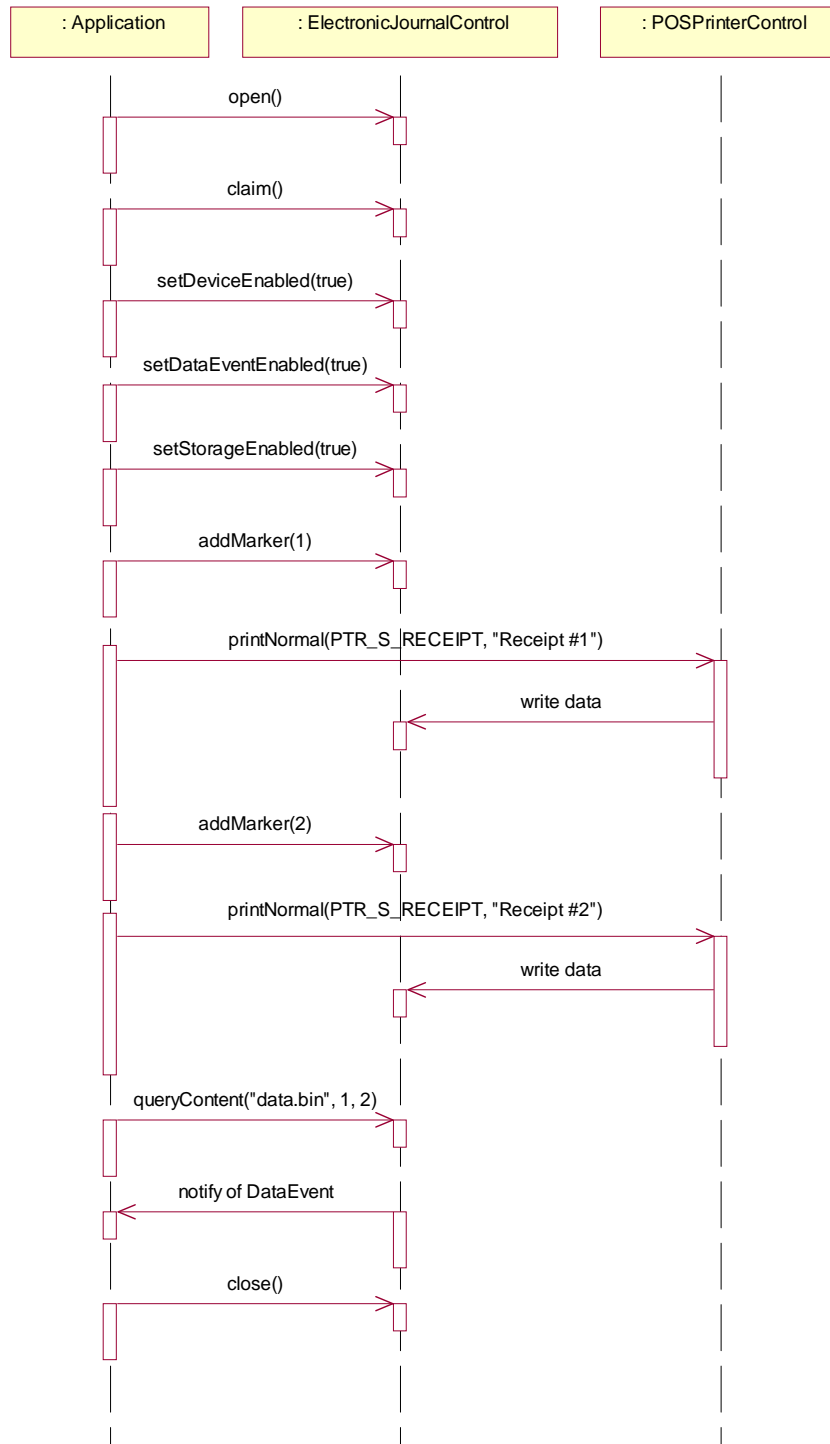 : Application
: ElectronicJournalControl
: POSPrinterControl
open()
claim()
setDeviceEnabled(true)
setDataEventEnabled(true)
setStorageEnabled(true)
addMarker(1)
printNormal(PTR_S_RECEIPT, "Receipt #1")
write data
addMarker(2)
printNormal(PTR_S_RECEIPT, "Receipt #2")
write data
queryContent("data.bin", 1, 2)
notify of DataEvent
close()